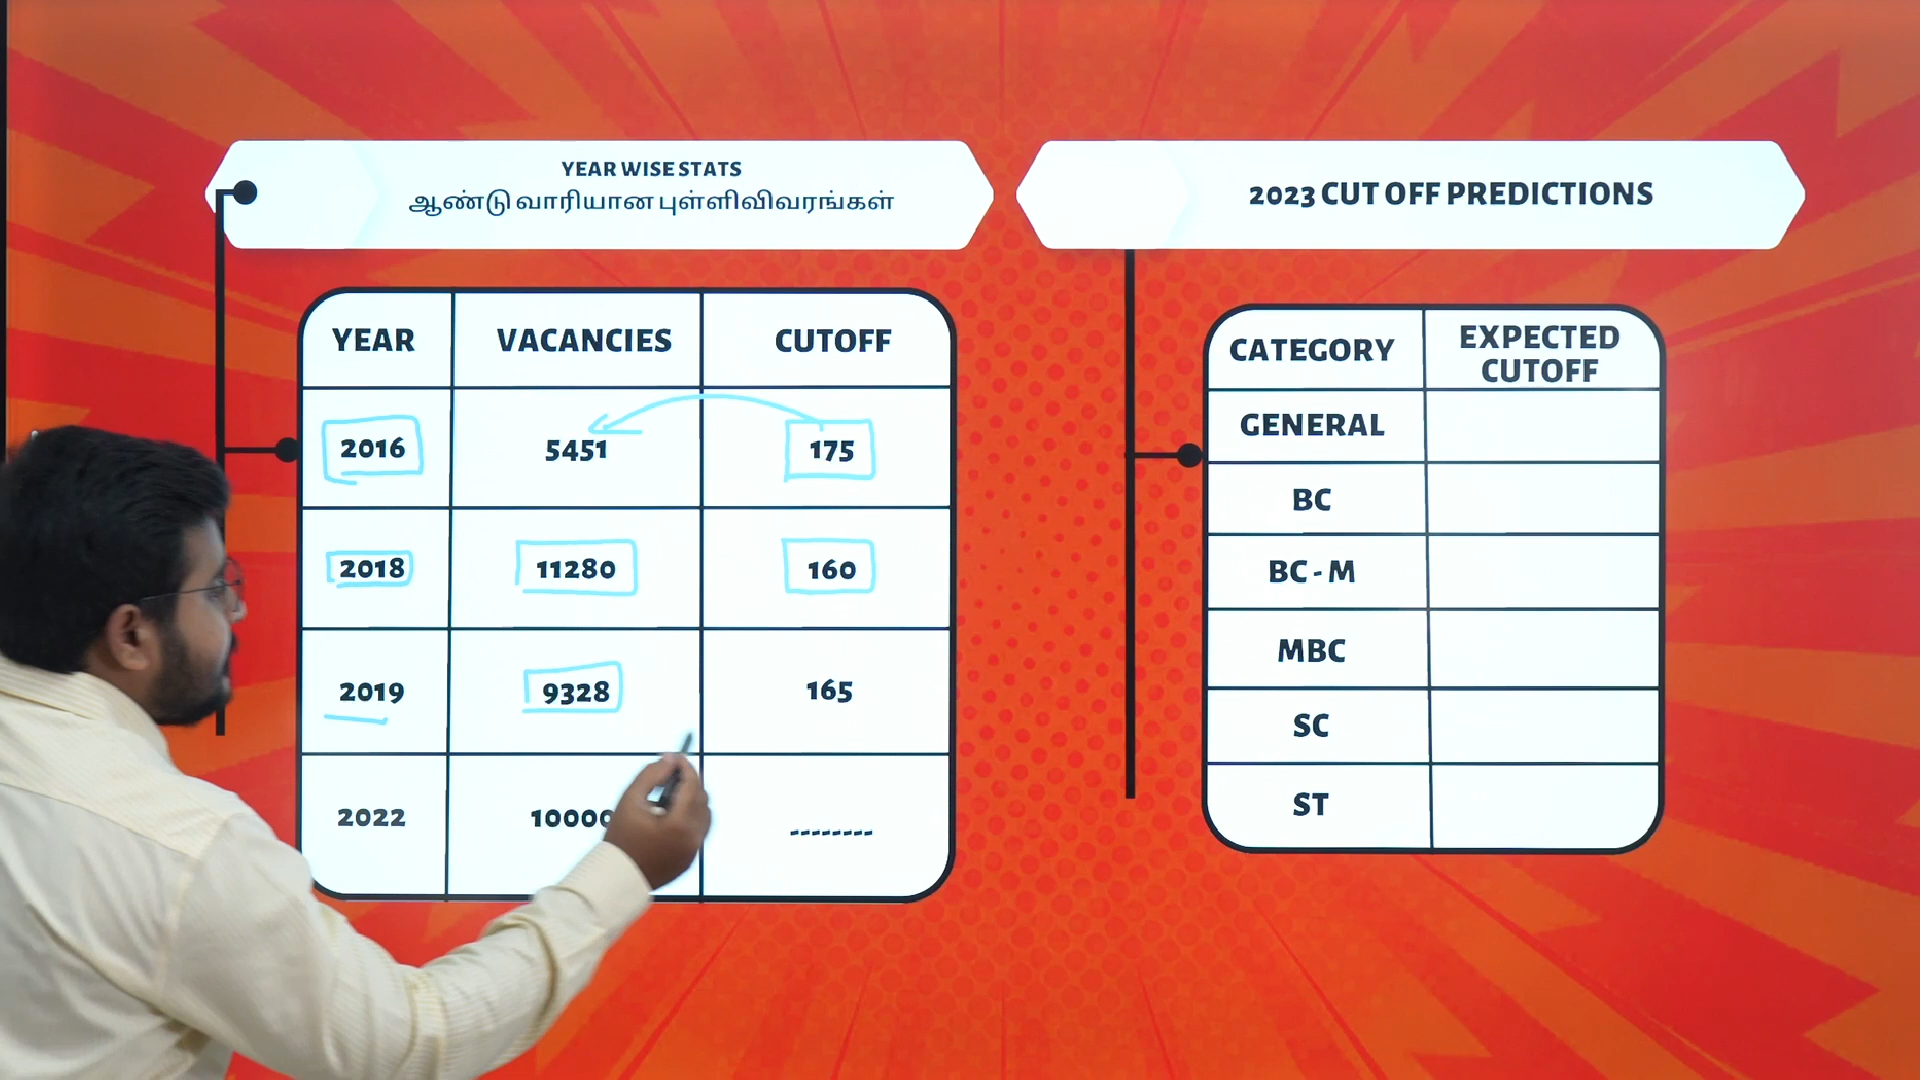 YEAR WISE STATS
ஆண்டு வாரியான புள்ளிவிவரங்கள்
YEAR VACANCIES CUTOFF
2016 5451 175
2018 11280 160
2019 9328 165
2022 10000 --------
2023 CUT OFF PREDICTIONS
CATEGORY EXPECTED
CUTOFF
GENERAL
BC
BC - M
MBC
SC
ST